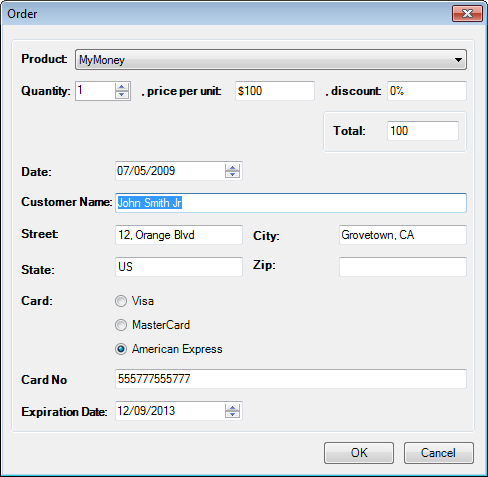 Order
Product: MyMoney
Quantity: 1 , price per unit: $100 , discount: 0%
Total: 100
Date: 07/05/2009
Customer Name: John Smith Jr
Street: 12, Orange Blvd City: Grovetown, CA
State: US Zip:
Card: Visa
MasterCard
American Express
Card No 555777555777
Expiration Date: 12/09/2013
OK Cancel